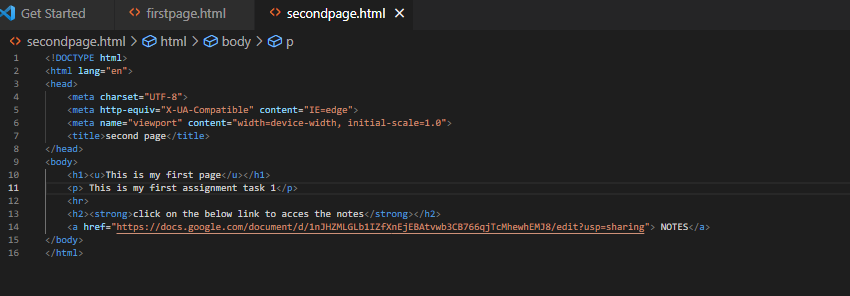 Get Started firstpage.html secondpage.html
secondpage.html > html > body > p
1 <!DOCTYPE html>
2 <html lang="en">
3 <head>
4 <meta charset="UTF-8">
5 <meta http-equiv="X-UA-Compatible" content="IE=edge">
6 <meta name="viewport" content="width=device-width, initial-scale=1.0">
7 <title>second page</title>
8 </head>
9 <body>
10 <h1><u>This is my first page</u></h1>
11 <p> This is my first assignment task 1</p>
12 <hr>
13 <h2><strong>click on the below link to acces the notes</strong></h2>
14 <a href="https://docs.google.com/document/d/1nJHZMLGLb1IZfXnEjEBAtvwb3CB766qjTcMhewhEMJ8/edit?usp=sharing"> NOTES</a>
15 </body>
16 </html>